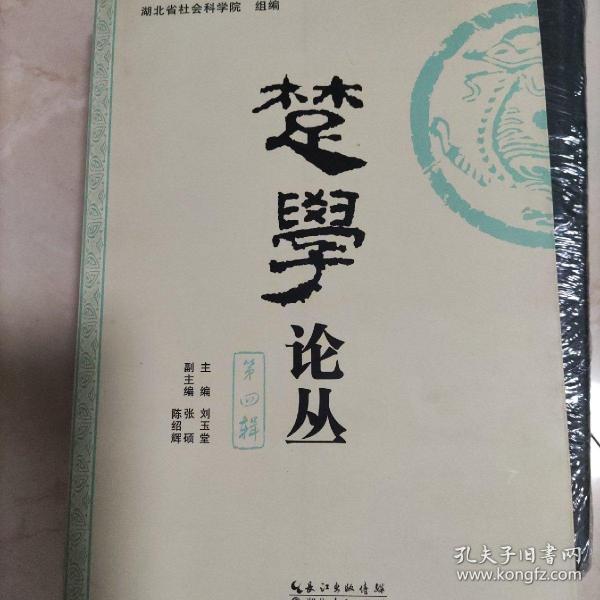 湖北省社会科学院 组编
楚學
论丛
第四辑
主编 刘玉堂
副主编 张硕
陈绍辉
长江出版传媒
孔夫子旧书网
www.kongfz.com